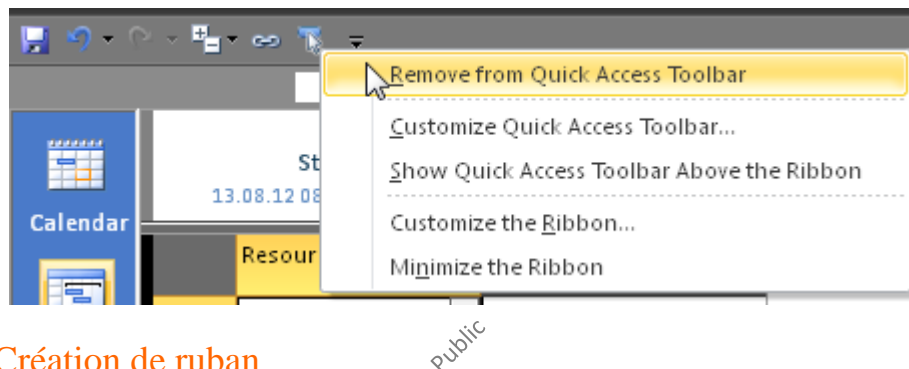 Remove from Quick Access Toolbar
Customize Quick Access Toolbar...
St
Show Quick Access Toolbar Above the Ribbon
13.08.12 08
Calendar
Customize the Ribbon...
Resour
Minimize the Ribbon
Public
Création de ruban